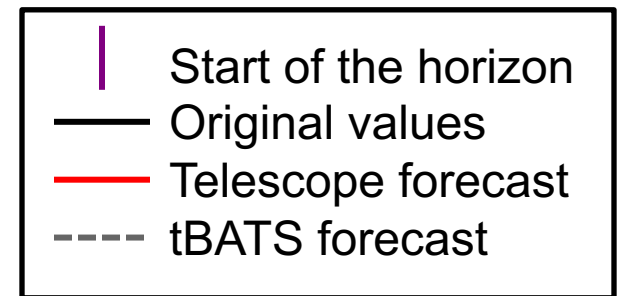 Start of the horizon
Original values
Telescope forecast
tBATS forecast